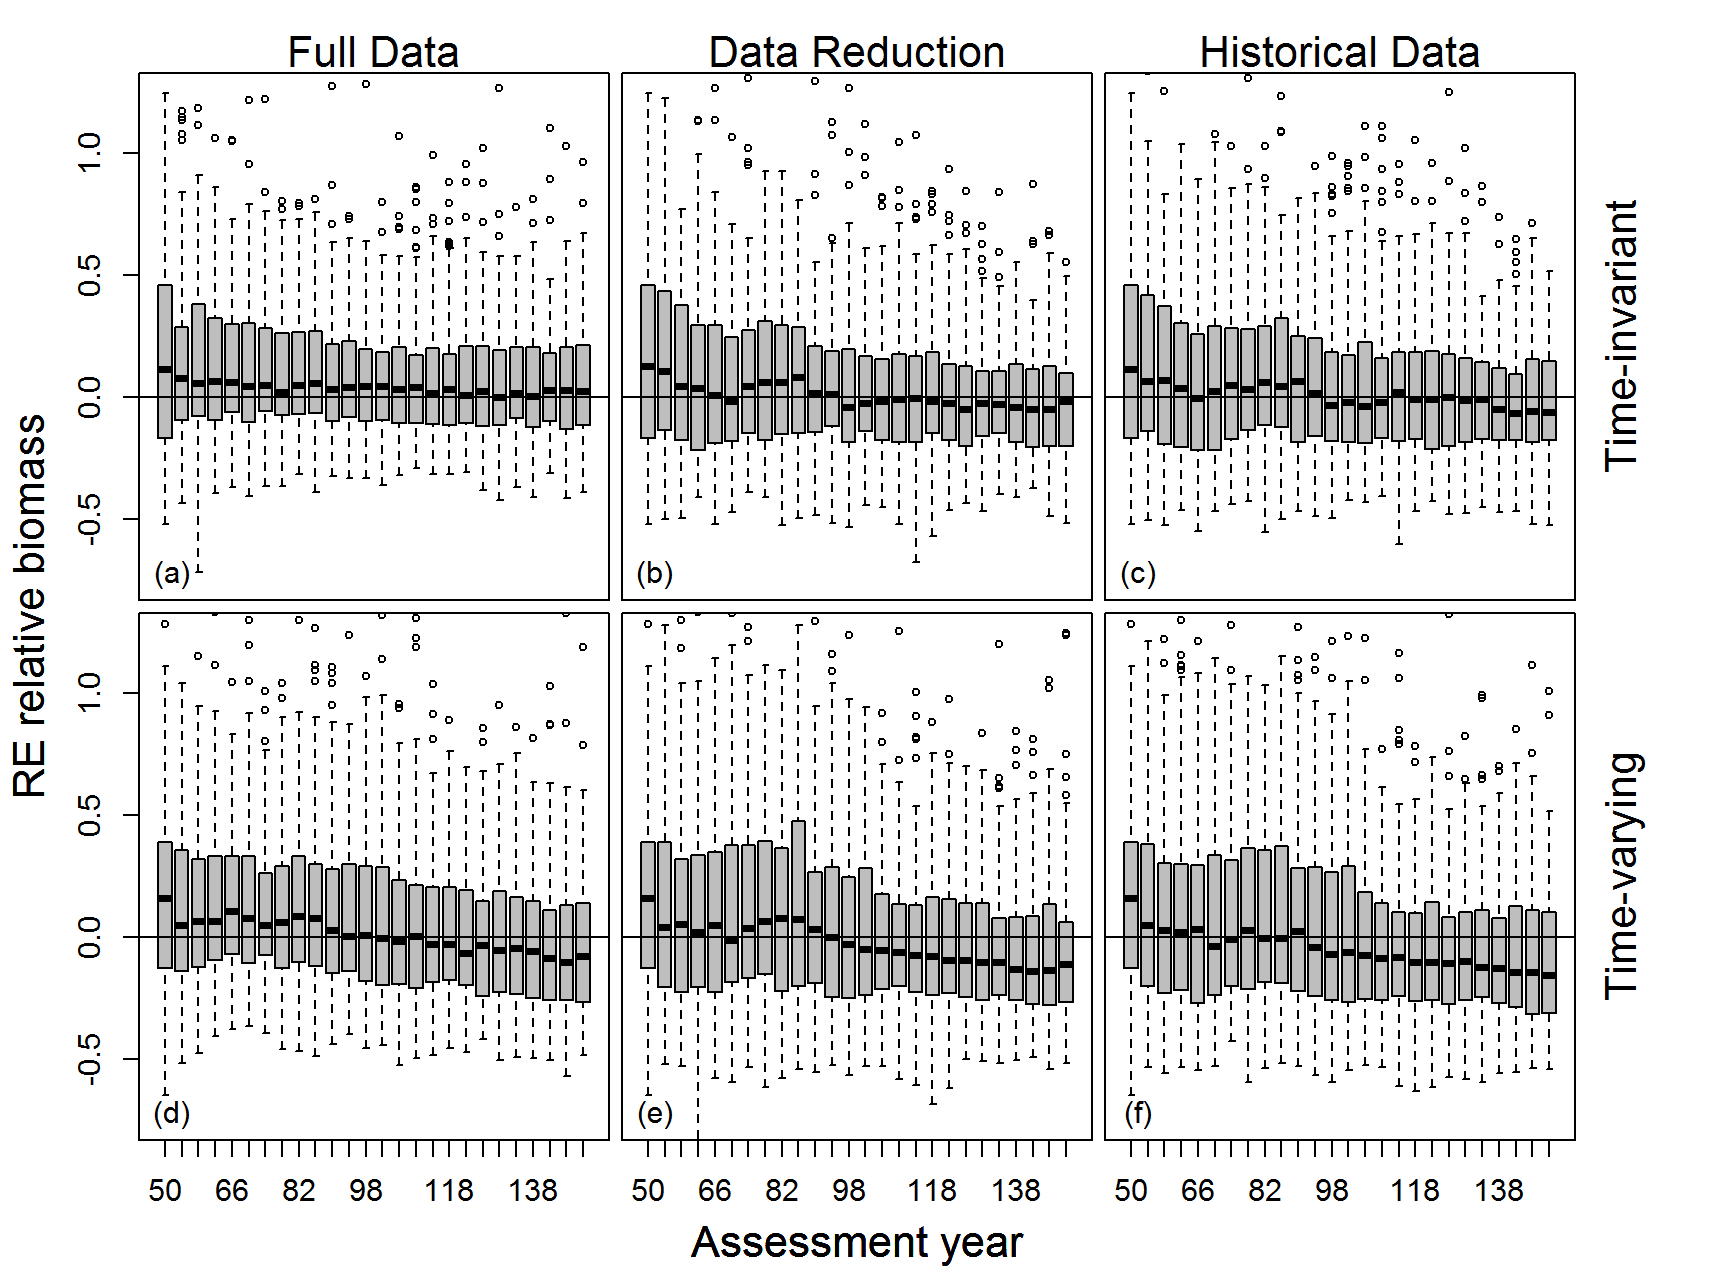 Full Data Data Reduction Historical Data
RE relative biomass
1.0
0.5
0.0
-0.5
(a) (b) (c)
Time-invariant
1.0
0.5
0.0
-0.5
(d) (e) (f)
Time-varying
50 66 82 98 118 138 50 66 82 98 118 138 50 66 82 98 118 138
Assessment year